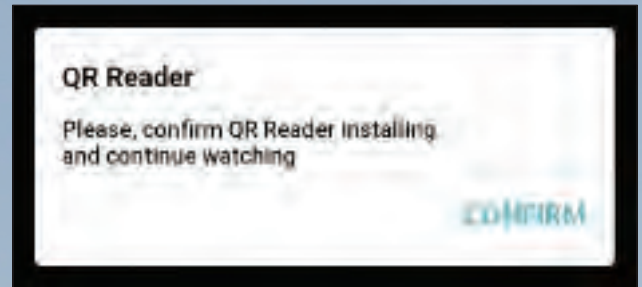 QR Reader
Please, confirm QR Reader installing
and continue watching
CONFIRM